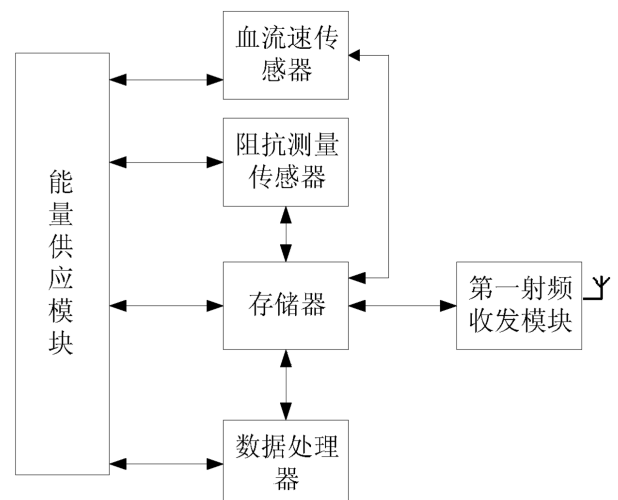 能量供应模块
血流速传
感器
阻抗测量
传感器
存储器
第一射频
收发模块
数据处理
器